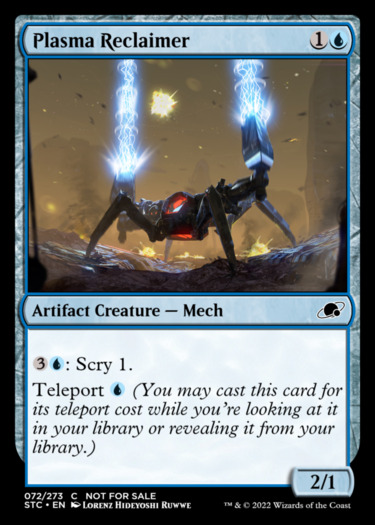 Plasma Reclaimer 1
Artifact Creature — Mech
3: Scry 1.
Teleport (You may cast this card for
its teleport cost while you're looking at it
in your library or revealing it from your
library.)
2/1
072/273 C NOT FOR SALE
STC • EN Lorenz Hideyoshi Ruwwe
™ & © 2022 Wizards of the Coast